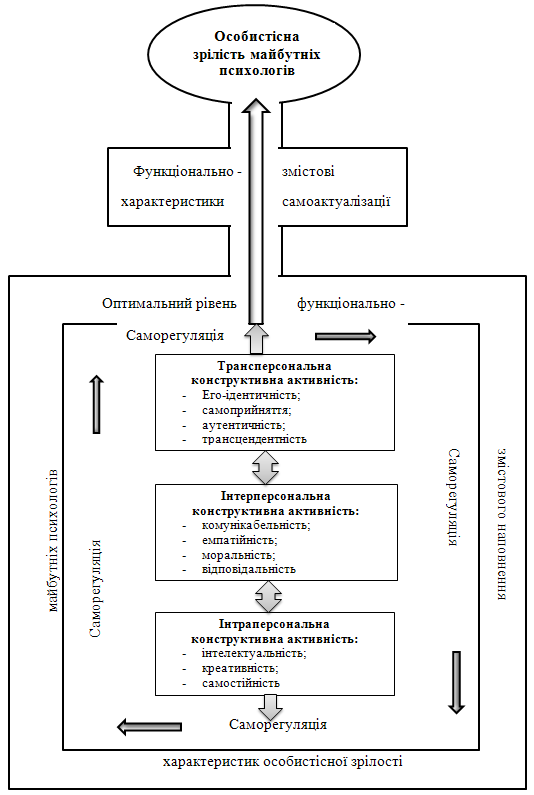 Особистісна
зрілість майбутніх
психологів
Функціонально - змістові
характеристики самоактуалізації
Оптимальний рівень функціонально -
Саморегуляція
Трансперсональна
конструктивна активність:
- Его-ідентичність;
- самоприйняття;
- аутентичність;
- трансцендентність
змістового наповнення
Саморегуляція
майбутніх психологів
Саморегуляція
Інтерперсональна
конструктивна активність:
- комунікабельність;
- емпатійність;
- моральність;
- відповідальність
Інтраперсональна
конструктивна активність:
- інтелектуальність;
- креативність;
- самостійність
Саморегуляція
характеристик особистісної зрілості